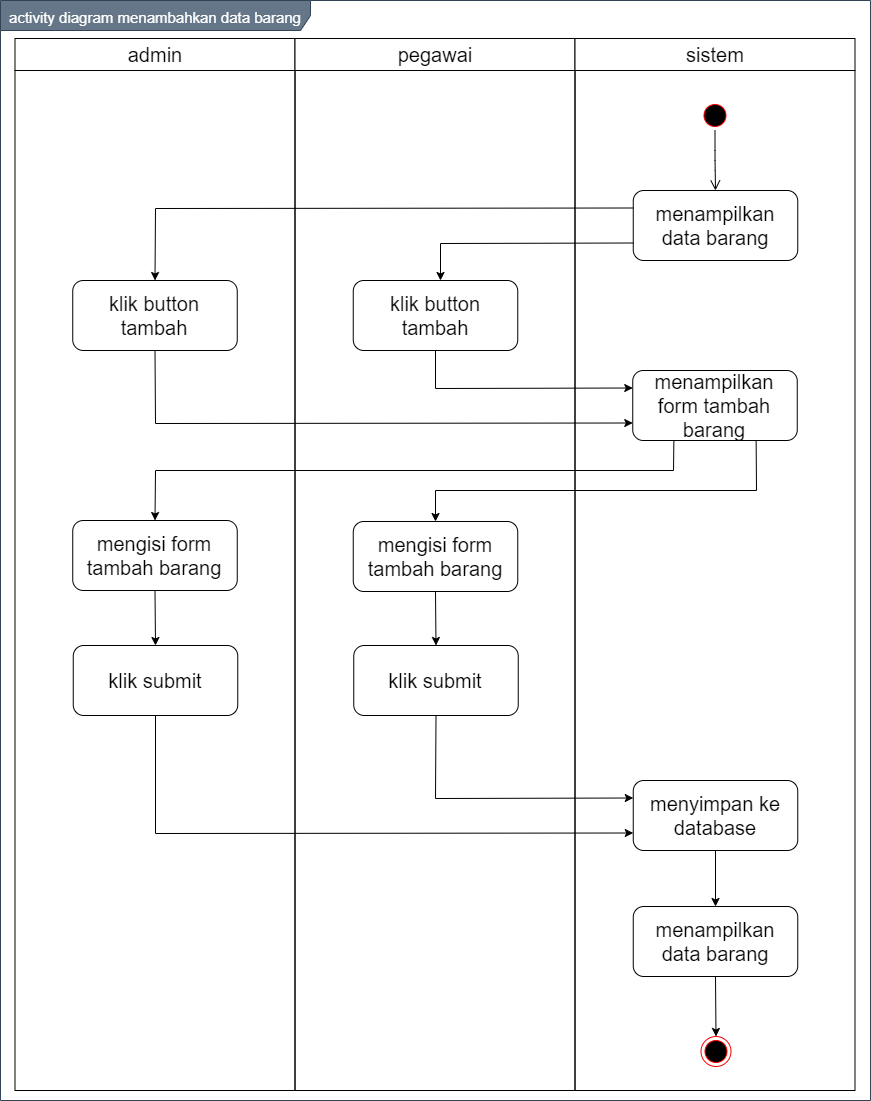 activity diagram menambahkan data barang
admin
pegawai
sistem
menampilkan
data barang
klik button
tambah
klik button
tambah
menampilkan
form tambah
barang
mengisi form
tambah barang
mengisi form
tambah barang
klik submit
klik submit
menyimpan ke
database
menampilkan
data barang